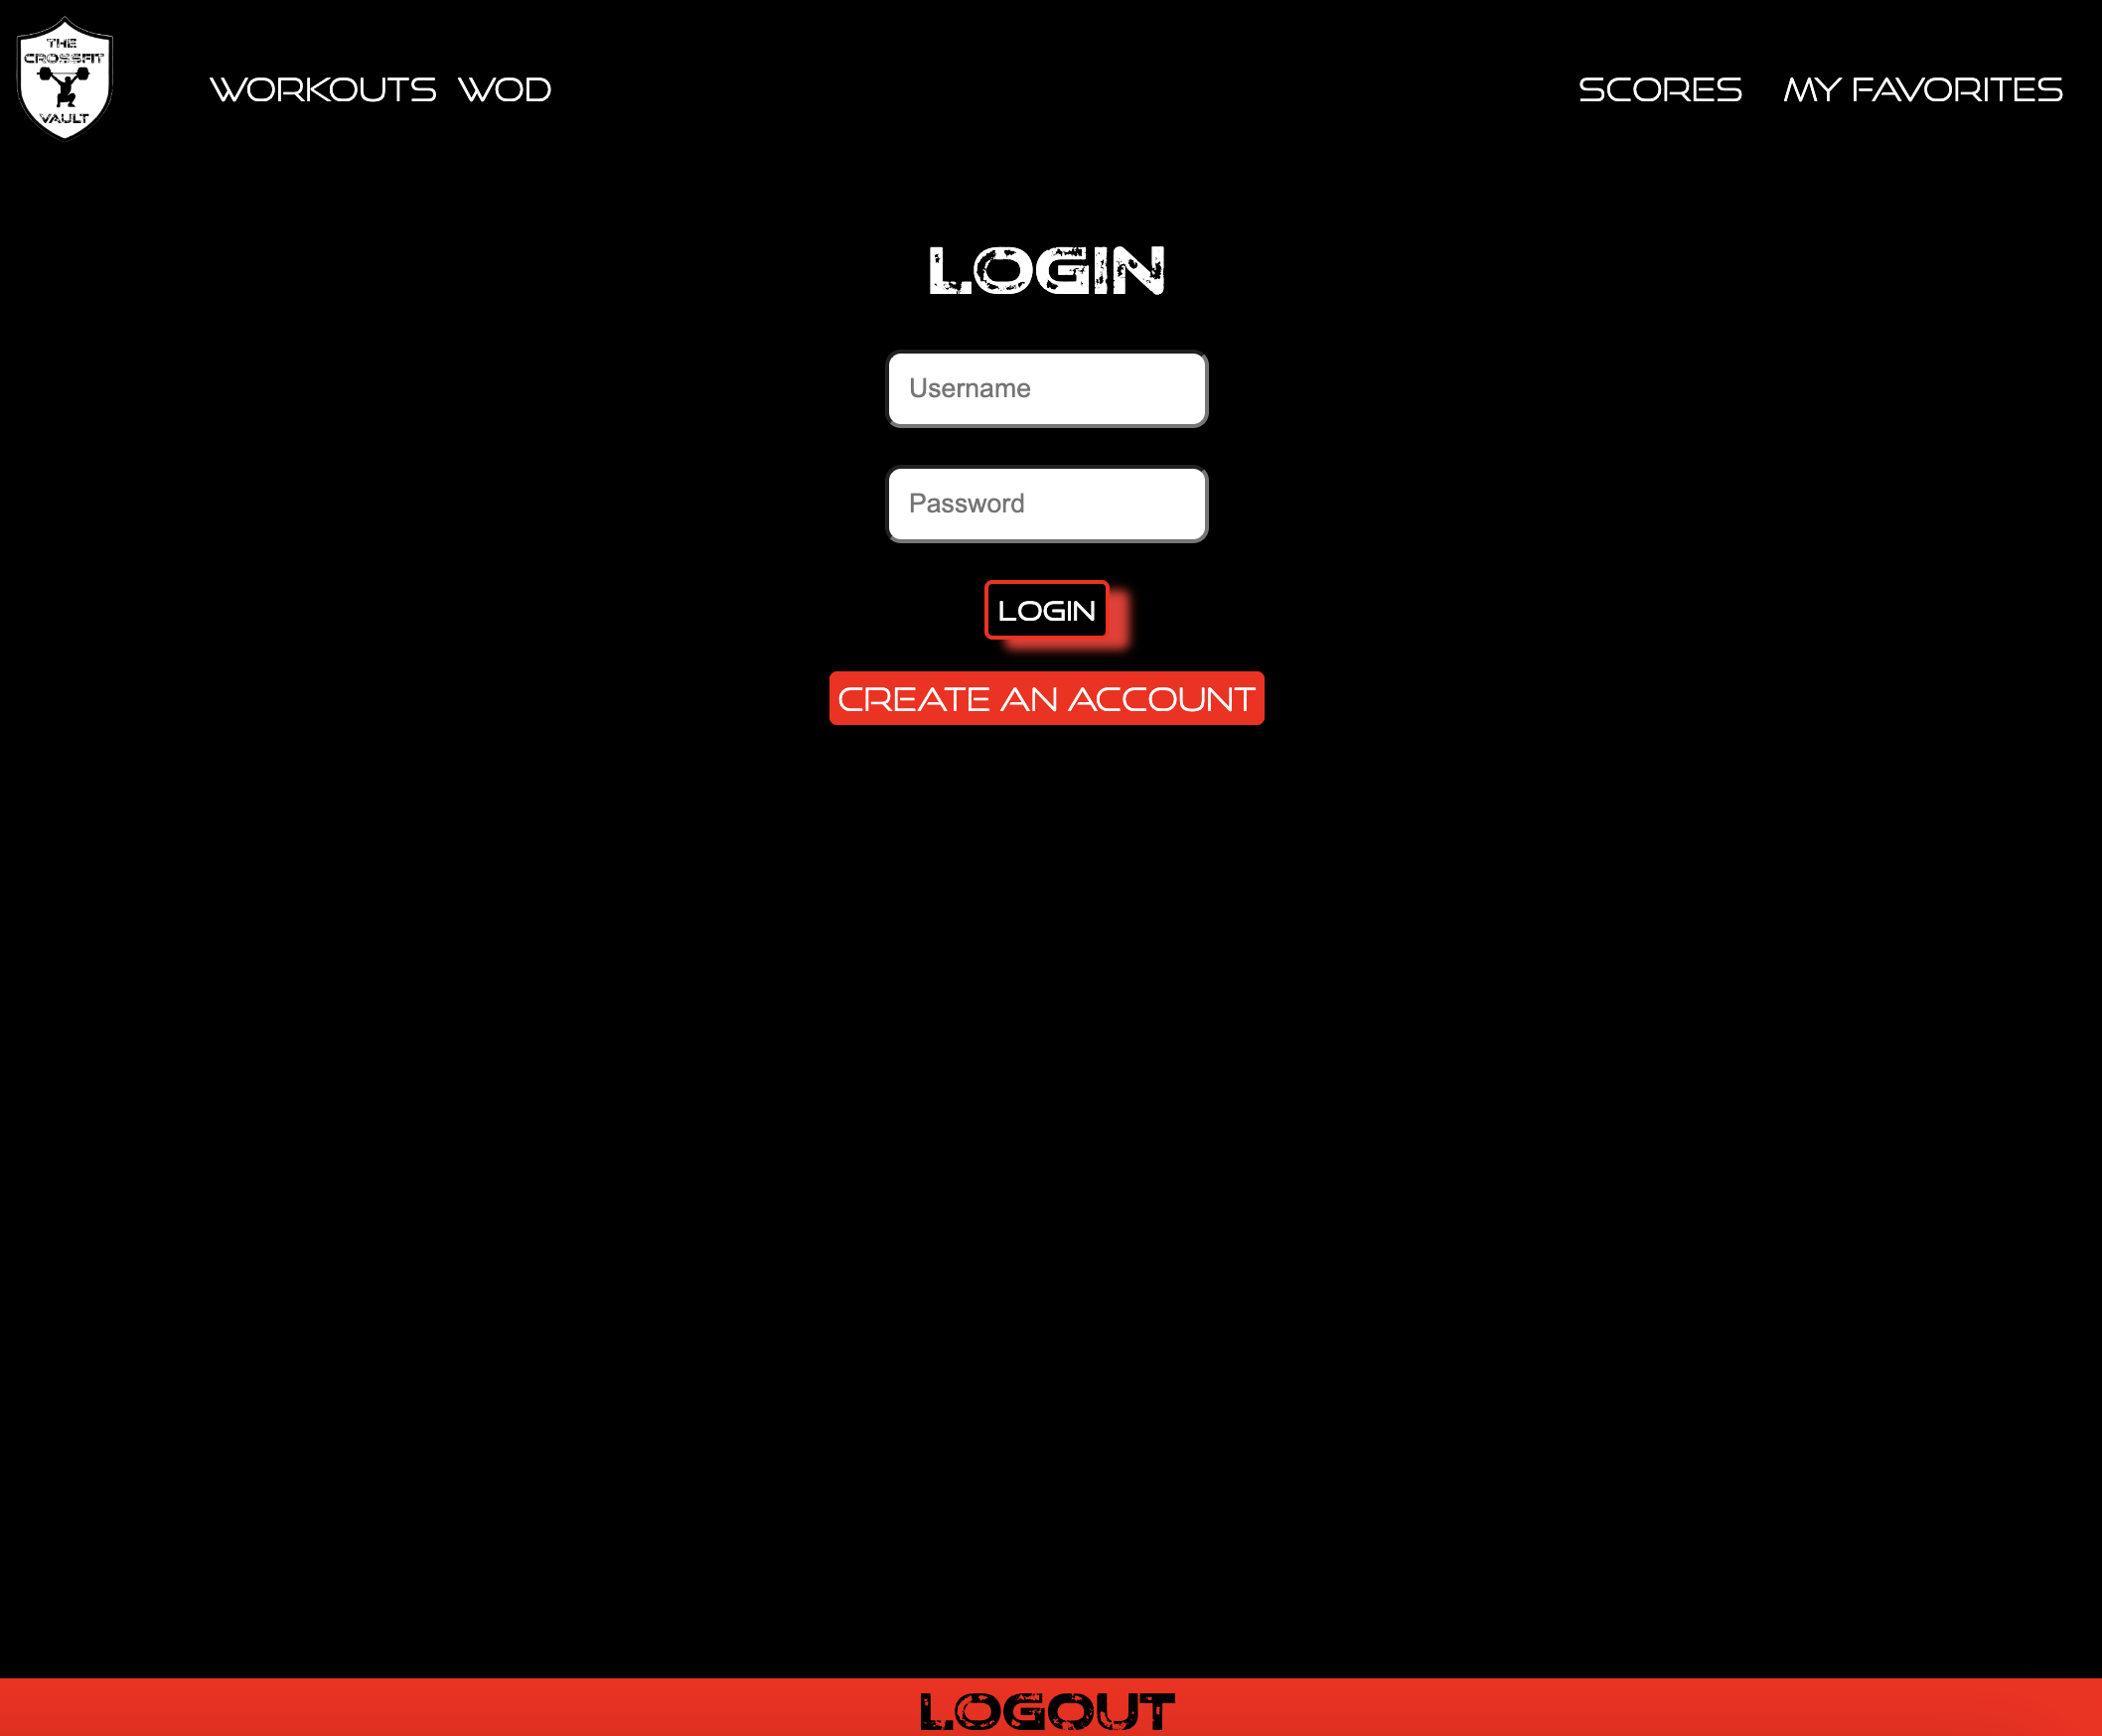 THE
CROSSFIT
VAULT
WORKOUTS WOD
SCORES MY FAVORITES
LOGIN
Username
Password
LOGIN
CREATE AN ACCOUNT
LOGOUT